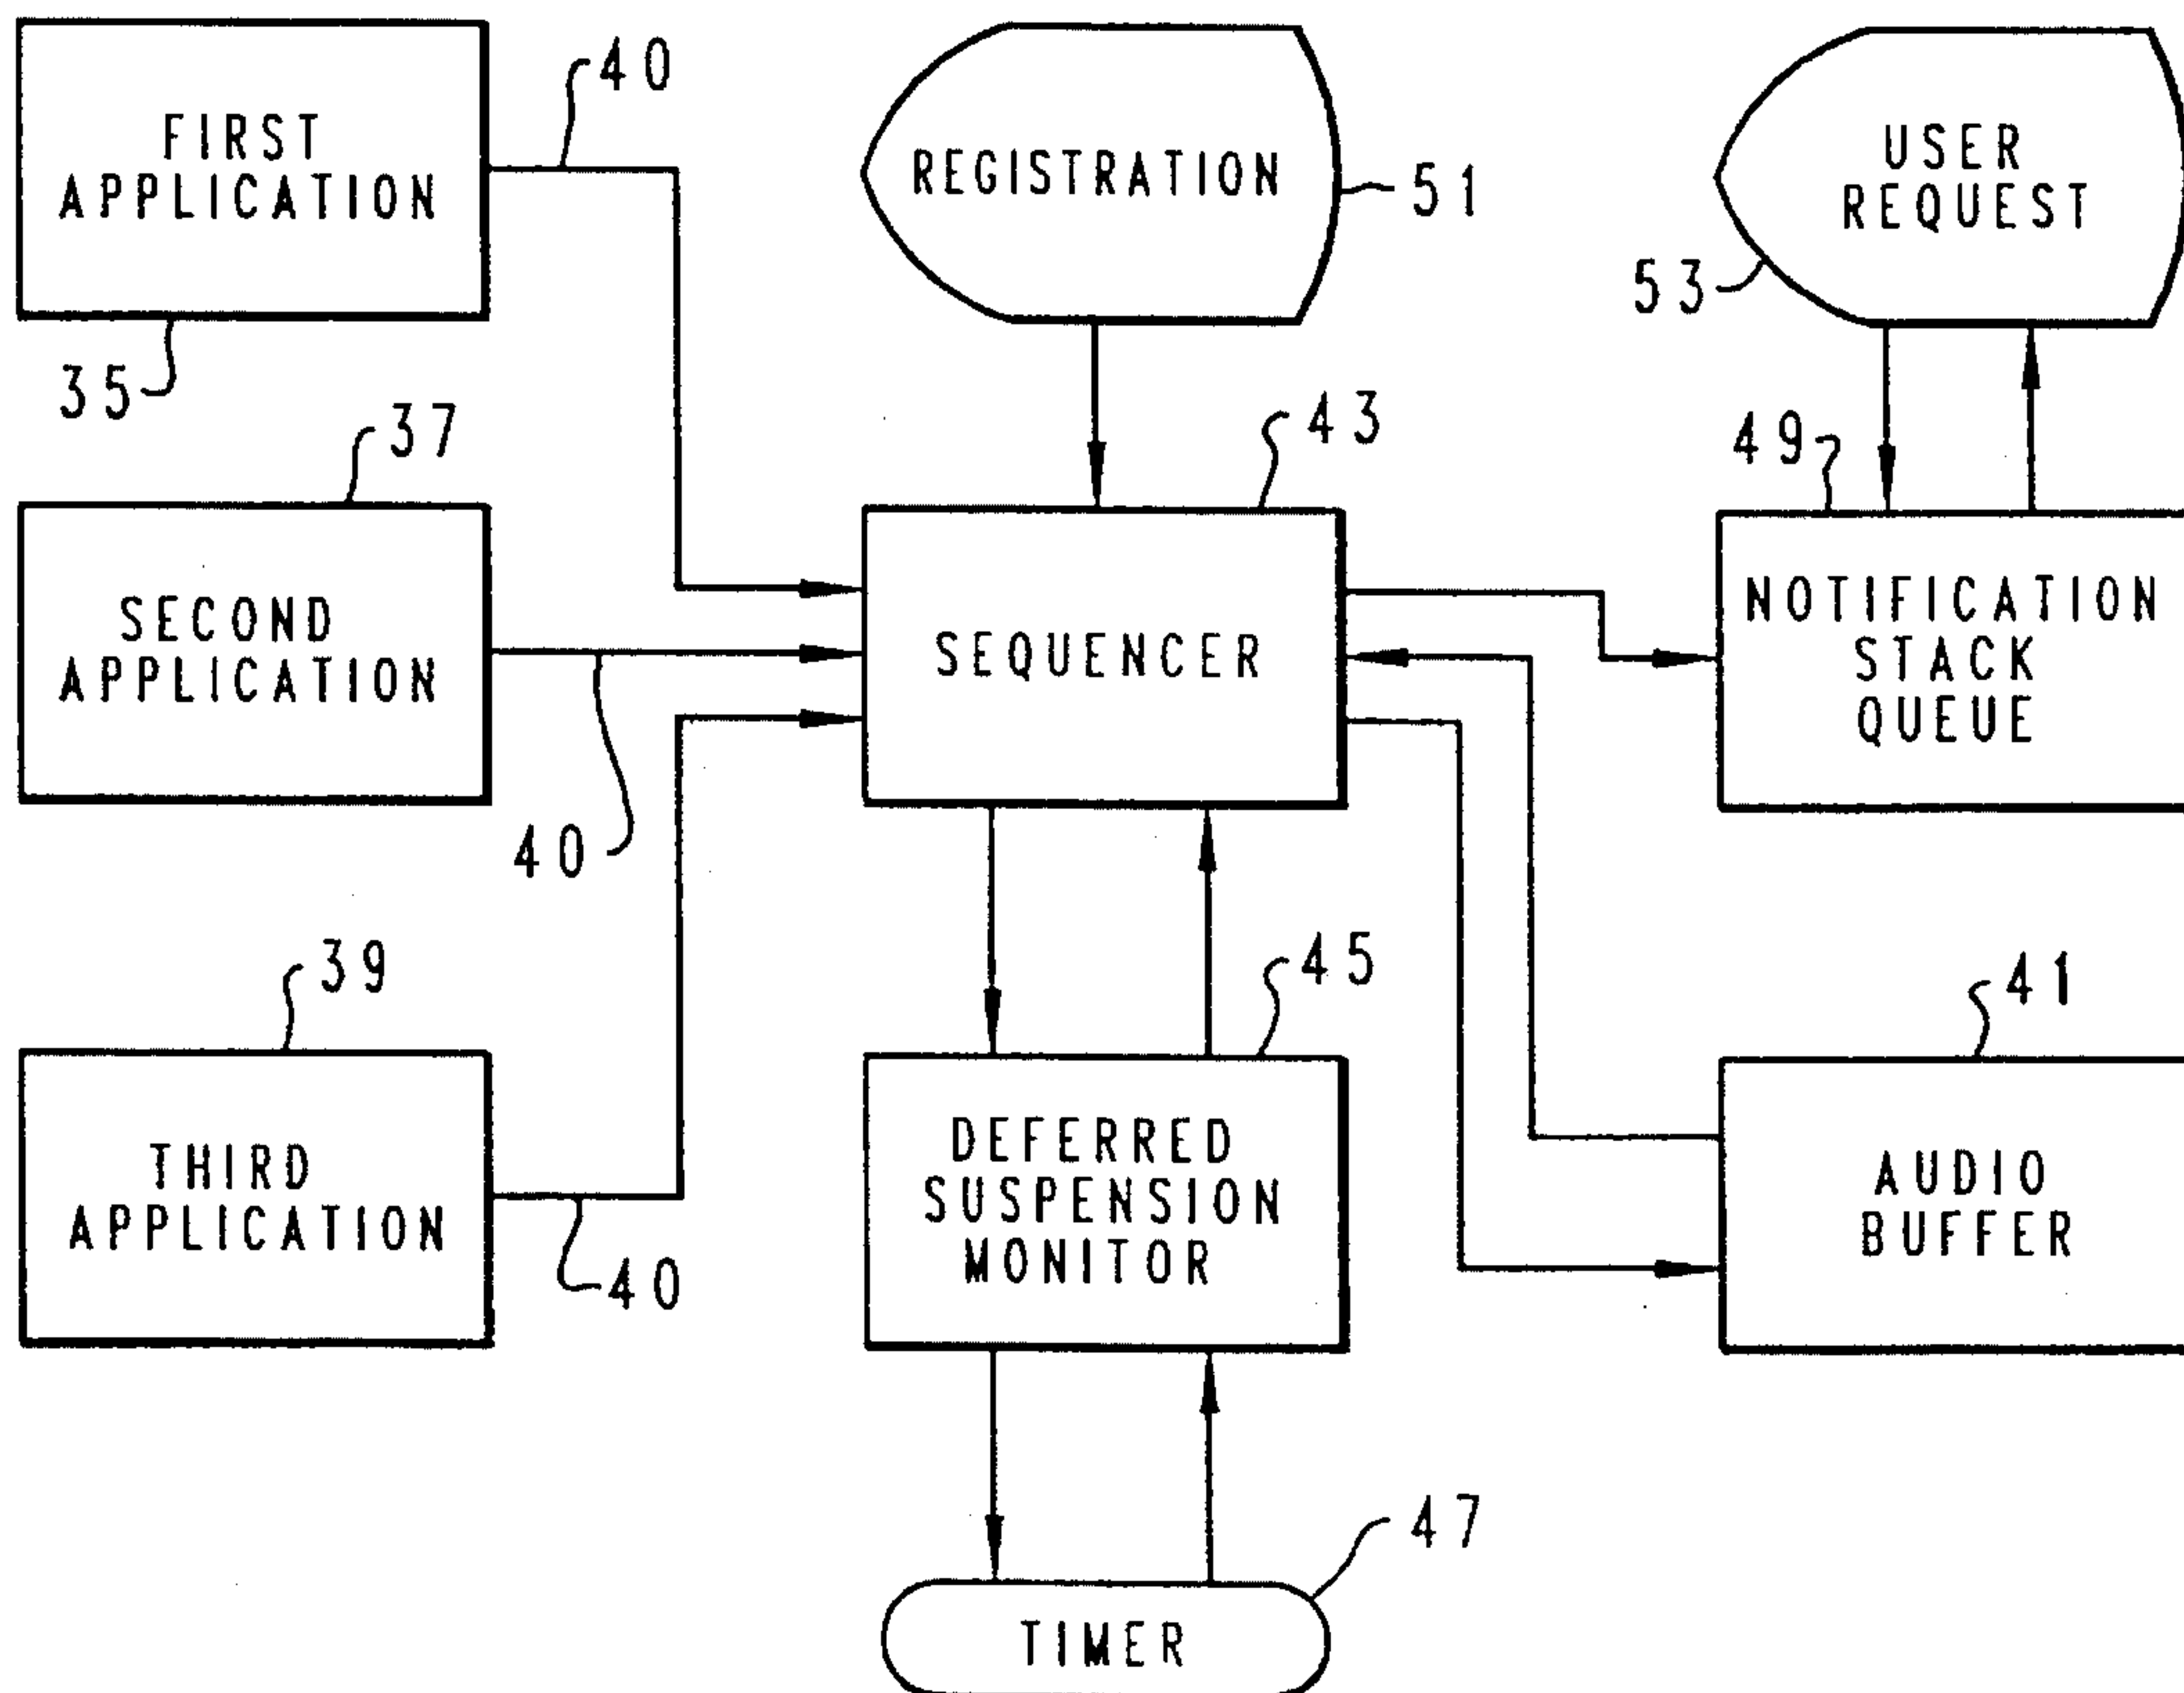 FIRST
APPLICATION
40
35
REGISTRATION
51
USER
REQUEST
53
37
SECOND
APPLICATION
40
43
SEQUENCER
49
NOTIFICATION
STACK
QUEUE
39
THIRD
APPLICATION
40
45
DEFERRED
SUSPENSION
MONITOR
41
AUDIO
BUFFER
47
TIMER